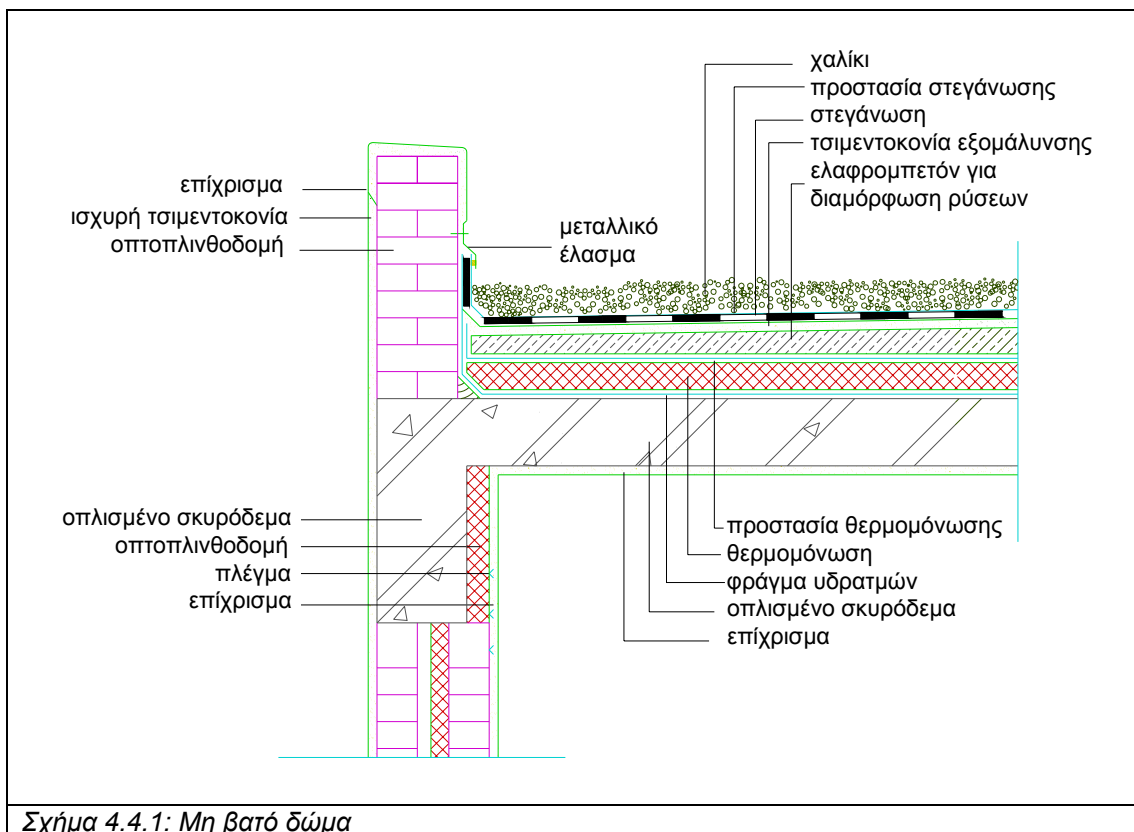 χαλίκι
προστασία στεγάνωσης
στεγάνωση
τσιμεντοκονία εξομάλυνσης
ελαφρομπετόν για
διαμόρφωση ρύσεων
επίχρισμα
ισχυρή τσιμεντοκονία
οπτοπλινθοδομή
μεταλλικό
έλασμα
οπλισμένο σκυρόδεμα
οπτοπλινθοδομή
πλέγμα
επίχρισμα
προστασία θερμομόνωσης
θερμομόνωση
φράγμα υδρατμών
οπλισμένο σκυρόδεμα
επίχρισμα
Σχήμα 4.4.1: Μη βατό δώμα